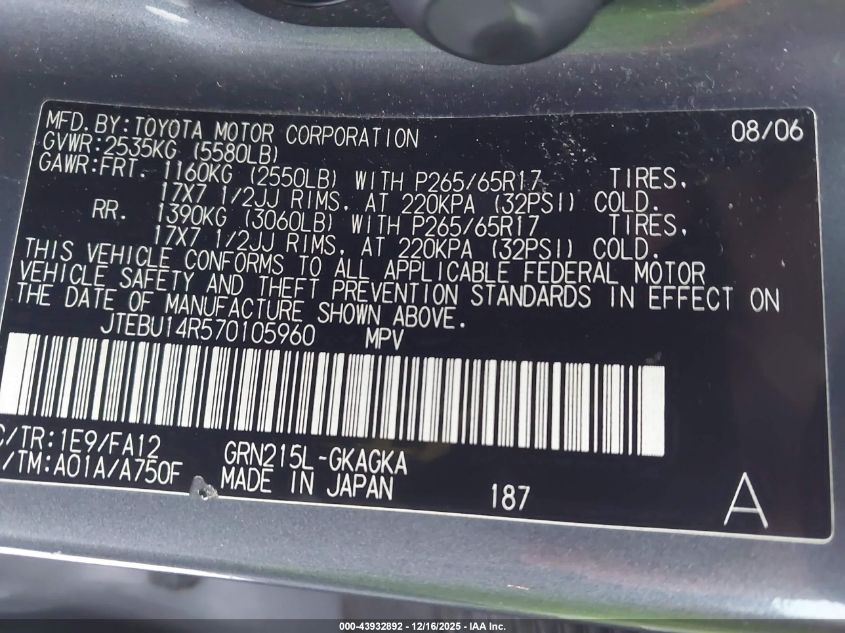 MFD. BY: TOYOTA MOTOR CORPORATION 08/06
GVWR: 2535KG (5580LB)
GAWR: FRT. 1160KG (2550LB) WITH P265/65R17 TIRES,
17X7 1/2JJ RIMS, AT 220KPA (32PSI) COLD.
RR. 1390KG (3060LB) WITH P265/65R17 TIRES,
17X7 1/2JJ RIMS, AT 220KPA (32PSI) COLD.
THIS VEHICLE CONFORMS TO ALL APPLICABLE FEDERAL MOTOR
VEHICLE SAFETY AND THEFT PREVENTION STANDARDS IN EFFECT ON
THE DATE OF MANUFACTURE SHOWN ABOVE.
JTEBU14R570105960 MPV
C/TR: 1E9/FA12 GRN215L-GKAGKA
/TM: A01A/A750F MADE IN JAPAN 187 A
000-43932892 - 12/16/2025 - IAA Inc.